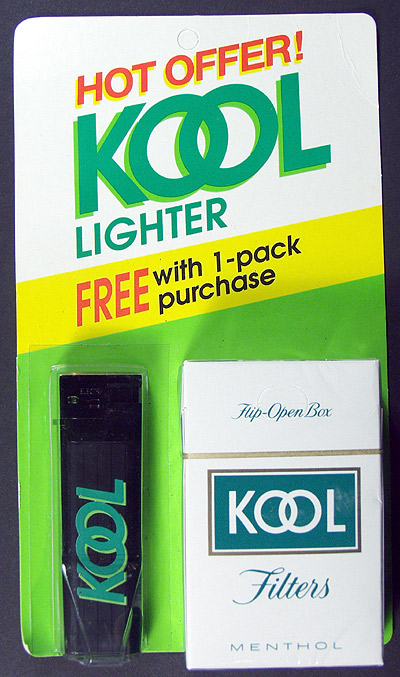 HOT OFFER!
KOOL
LIGHTER
FREE with 1-pack
purchase
KOOL
Flip-Open Box
KOOL
Filters
MENTHOL